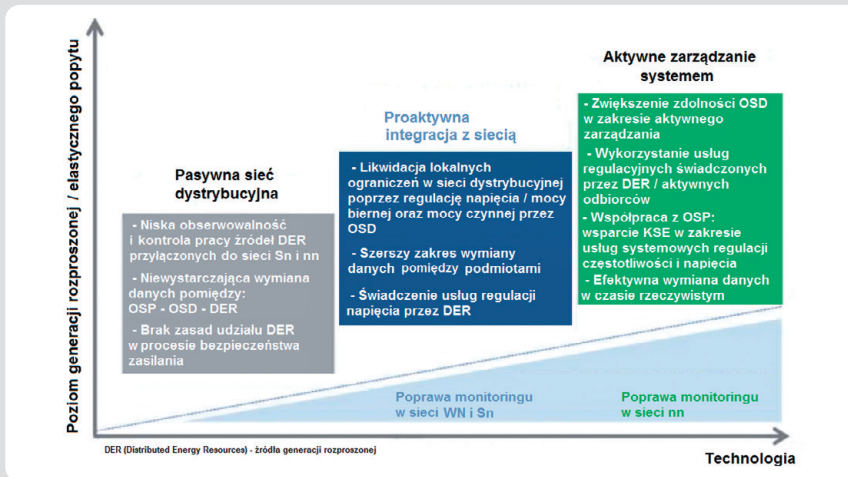 Poziom generacji rozproszonej / elastycznego popytu
Pasywna sieć
dystrybucyjna
- Niska obserwowalność
i kontrola pracy źródeł DER
przyłączonych do sieci Sn i nn
- Niewystarczająca wymiana
danych pomiędzy:
OSP - OSD - DER
- Brak zasad udziału DER
w procesie bezpieczeństwa
zasilania
Proaktywna
integracja z siecią
- Likwidacja lokalnych
ograniczeń w sieci dystrybucyjnej
poprzez regulację napięcia / mocy
biernej oraz mocy czynnej przez
OSD
- Szerszy zakres wymiany
danych pomiędzy podmiotami
- Świadczenie usług regulacji
napięcia przez DER
Aktywne zarządzanie
systemem
- Zwiększenie zdolności OSD
w zakresie aktywnego
zarządzania
- Wykorzystanie usług
regulacyjnych świadczonych
przez DER / aktywnych
odbiorców
- Współpraca z OSP:
wsparcie KSE w zakresie
usług systemowych regulacji
częstotliwości i napięcia
- Efektywna wymiana danych
w czasie rzeczywistym
Poprawa monitoringu
w sieci WN i Sn
Poprawa monitoringu
w sieci nn
DER (Distributed Energy Resources) - źródła generacji rozproszonej
Technologia